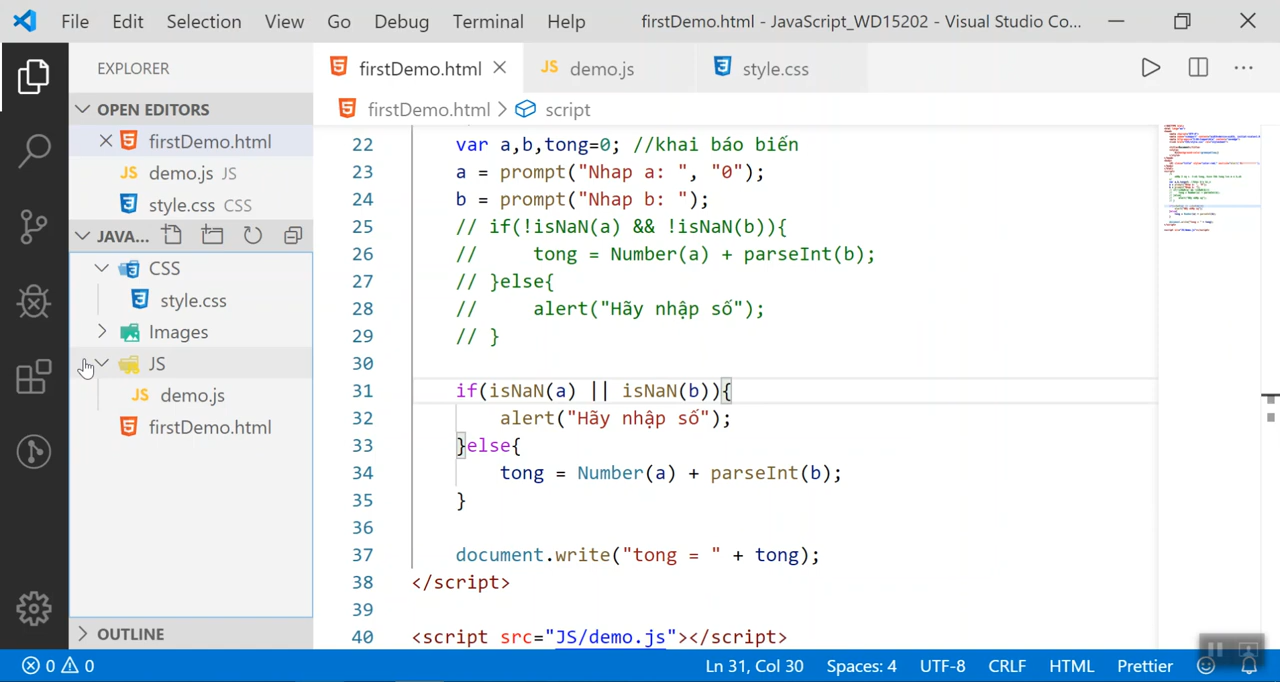 File Edit Selection View Go Debug Terminal Help firstDemo.html - JavaScript_WD15202 - Visual Studio Co...
EXPLORER
OPEN EDITORS
firstDemo.html
demo.js JS
style.css CSS
JAVA...
CSS
style.css
Images
JS
demo.js
firstDemo.html
OUTLINE
firstDemo.html JS demo.js style.css
firstDemo.html > script
22 var a,b,tong=0; //khai báo biến
23 a = prompt("Nhap a: ", "0");
24 b = prompt("Nhap b: ");
25 // if(!isNaN(a) && !isNaN(b)){
26 // tong = Number(a) + parseInt(b);
27 // }else{
28 // alert("Hãy nhập số");
29 // }
30
31 if(isNaN(a) || isNaN(b)){
32 alert("Hãy nhập số");
33 }else{
34 tong = Number(a) + parseInt(b);
35 }
36
37 document.write("tong = " + tong);
38 </script>
39
40 <script src="JS/demo.js"></script>
0 0 Ln 31, Col 30 Spaces: 4 UTF-8 CRLF HTML Prettier